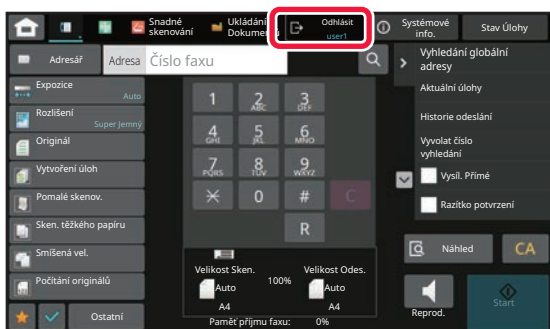 Snadné
skenování
Ukládání
Dokumentů
Odhlásit
user1
Systémové
info.
Stav Úlohy
Adresář
Adresa
Číslo faxu
Vyhledání globální
adresy
Expozice
Auto
Rozlišení
Super Jemný
Originál
Vytvoření úloh
Pomalé skenov.
Sken. těžkého papíru
Smíšená vel.
Počítání originálů
Ostatní
1
2
ABC
3
DEF
4
GHI
5
JKL
6
MNO
7
PQRS
8
TUV
9
WXYZ
0
#
C
R
Velikost Sken.
Auto
A4
100%
Velikost Odes.
Auto
A4
Paměť příjmu faxu: 0%
Aktuální úlohy
Historie odeslání
Vyvolat číslo
vyhledání
Vysíl. Přímé
Razítko potvrzení
Náhled
CA
Reprod.
Start